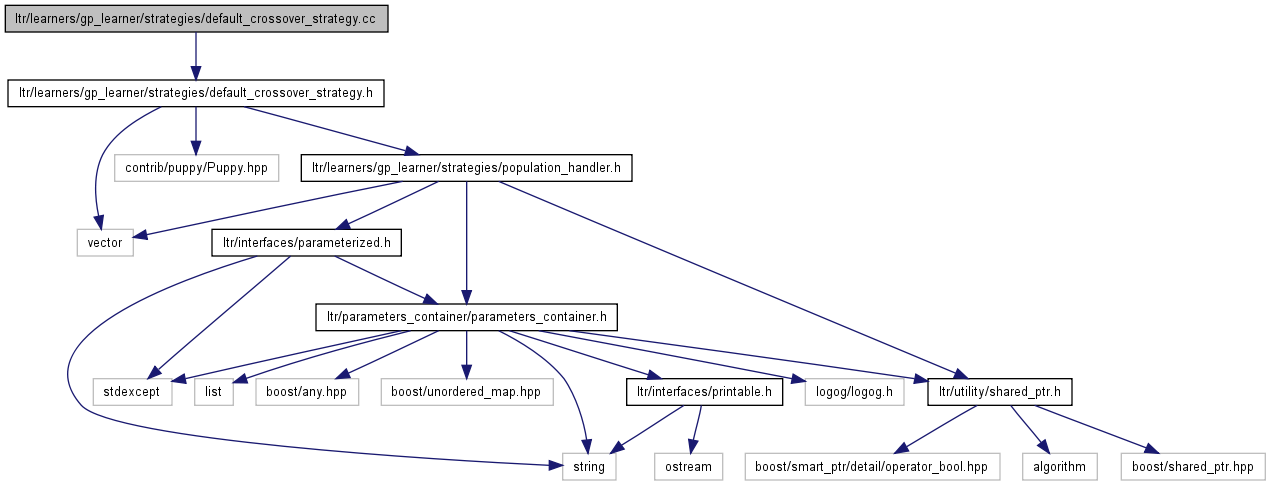 ltr/learners/gp_learner/strategies/default_crossover_strategy.cc
ltr/learners/gp_learner/strategies/default_crossover_strategy.h
contrib/puppy/Puppy.hpp
ltr/learners/gp_learner/strategies/population_handler.h
vector
ltr/interfaces/parameterized.h
ltr/parameters_container/parameters_container.h
stdexcept
list
boost/any.hpp
boost/unordered_map.hpp
ltr/interfaces/printable.h
logog/logog.h
ltr/utility/shared_ptr.h
string
ostream
boost/smart_ptr/detail/operator_bool.hpp
algorithm
boost/shared_ptr.hpp